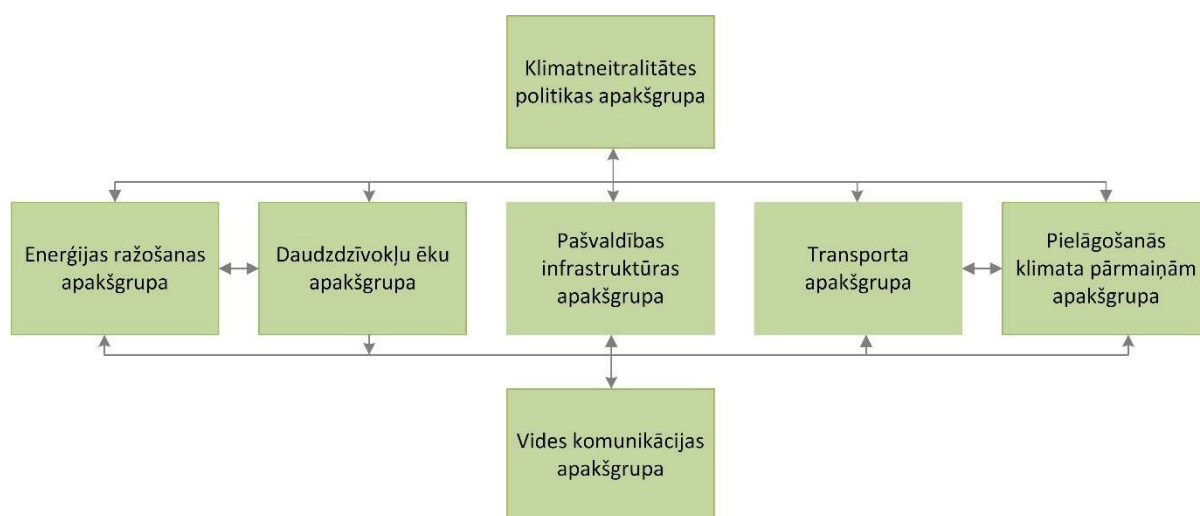 Klimatneitralitātes
politikas apakšgrupa
Enerģijas ražošanas
apakšgrupa
Daudzdzīvokļu ēku
apakšgrupa
Pašvaldības
infrastruktūras
apakšgrupa
Transporta
apakšgrupa
Pielāgošanās
klimata pārmaiņām
apakšgrupa
Vides komunikācijas
apakšgrupa